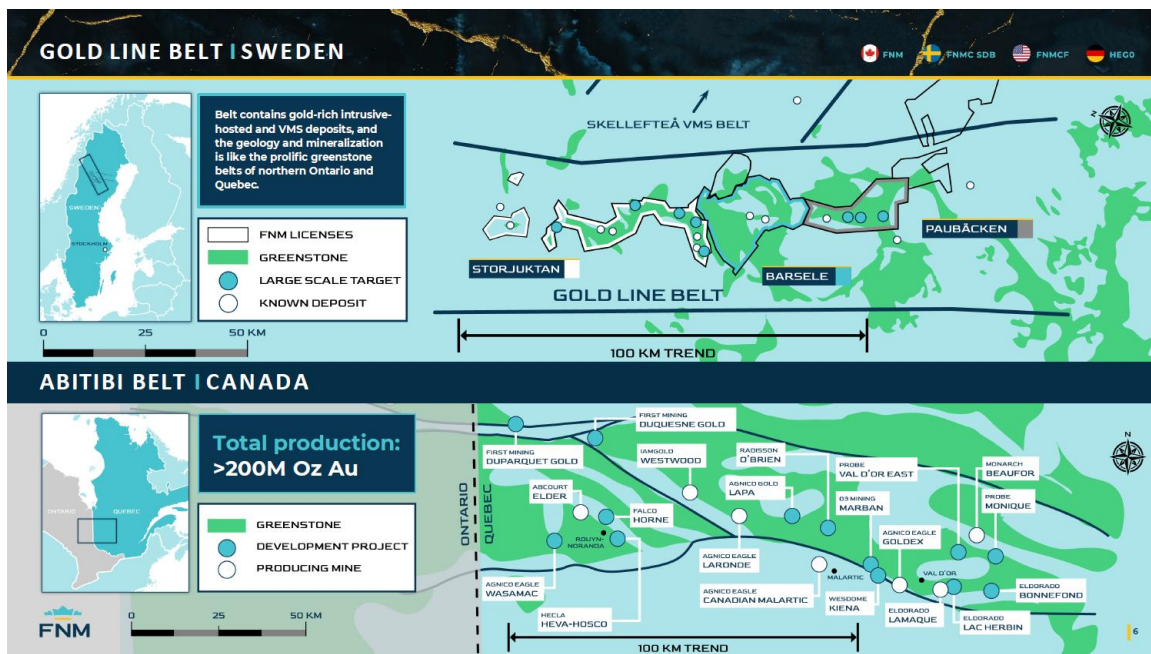 GOLD LINE BELT | SWEDEN
FNM
FNMC SDB
FNMCF
HEG0
Belt contains gold-rich intrusive-
hosted and VMS deposits, and
the geology and mineralization
is like the prolific greenstone
belts of northern Ontario and
Quebec.
SWEDEN
STOCKHOLM
FNM LICENSES
GREENSTONE
LARGE SCALE TARGET
KNOWN DEPOSIT
0 25 50 KM
SKELLEFTEÅ VMS BELT
N
STORJUKTAN
BARSELE
PAUBÄCKEN
GOLD LINE BELT
100 KM TREND
ABITIBI BELT | CANADA
ONTARIO
QUEBEC
Total production:
>200M Oz Au
GREENSTONE
DEVELOPMENT PROJECT
PRODUCING MINE
0 25 50 KM
FNM
ONTARIO
QUEBEC
N
FIRST MINING
DUPARQUET GOLD
FIRST MINING
DUQUESNE GOLD
IAMGOLD
WESTWOOD
RADISSON
O'BRIEN
PROBE
VAL D'OR EAST
MONARCH
BEAUFOR
ABCOURT
ELDER
FALCO
HORNE
AGNICO GOLD
LAPA
O3 MINING
MARBAN
PROBE
MONIQUE
ROUYN-
NORANDA
AGNICO EAGLE
GOLDEX
AGNICO EAGLE
WASAMAC
HECLA
HEVA-HOSCO
AGNICO EAGLE
LARONDE
AGNICO EAGLE
CANADIAN MALARTIC
MALARTIC
WESDOME
KIENA
VAL D'OR
ELDORADO
LAMAQUE
ELDORADO
LAC HERBIN
ELDORADO
BONNEFOND
100 KM TREND
6